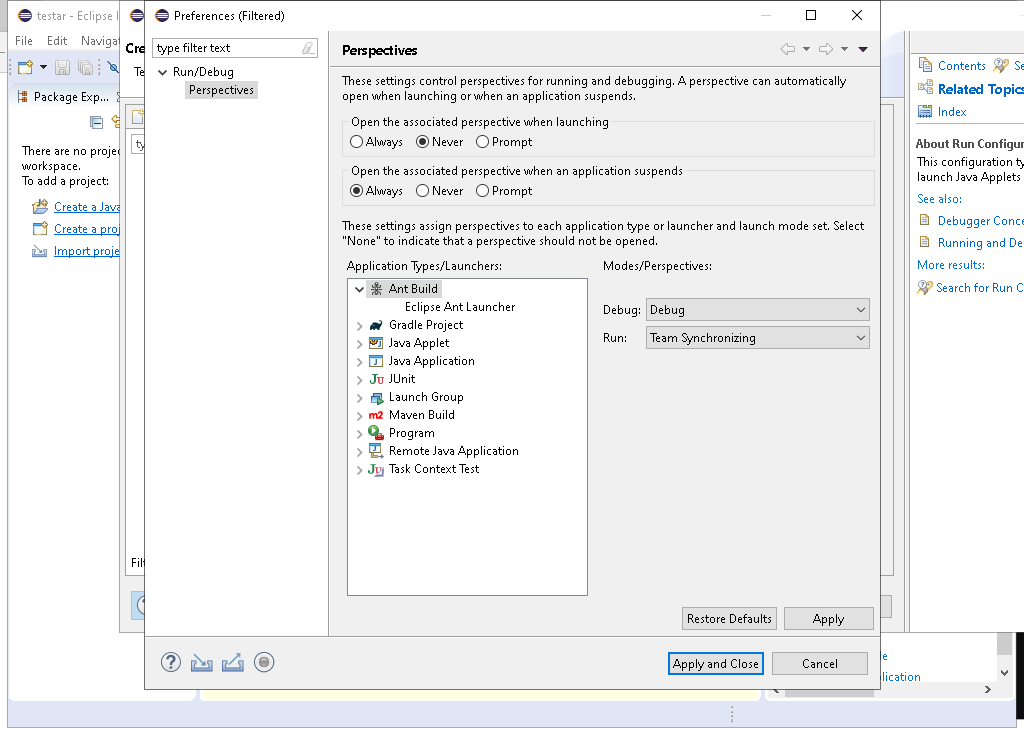 testar - Eclipse I
File Edit Navigat
Package Exp...
There are no projec
workspace.
To add a project:
Create a Java
Create a proj
Import proje
Cre
Te
ty
Filt
Preferences (Filtered)
type filter text
Run/Debug
Perspectives
Perspectives
These settings control perspectives for running and debugging. A perspective can automatically
open when launching or when an application suspends.
Open the associated perspective when launching
Always Never Prompt
Open the associated perspective when an application suspends
Always Never Prompt
These settings assign perspectives to each application type or launcher and launch mode set. Select
"None" to indicate that a perspective should not be opened.
Application Types/Launchers:
Ant Build
Eclipse Ant Launcher
Gradle Project
Java Applet
Java Application
JUnit
Launch Group
m2 Maven Build
Program
Remote Java Application
Task Context Test
Modes/Perspectives:
Debug: Debug
Run: Team Synchronizing
Restore Defaults Apply
Apply and Close Cancel
Contents Se
Related Topics
Index
About Run Configur
This configuration ty
launch Java Applets
See also:
Debugger Conce
Running and De
More results:
Search for Run C
le
lication